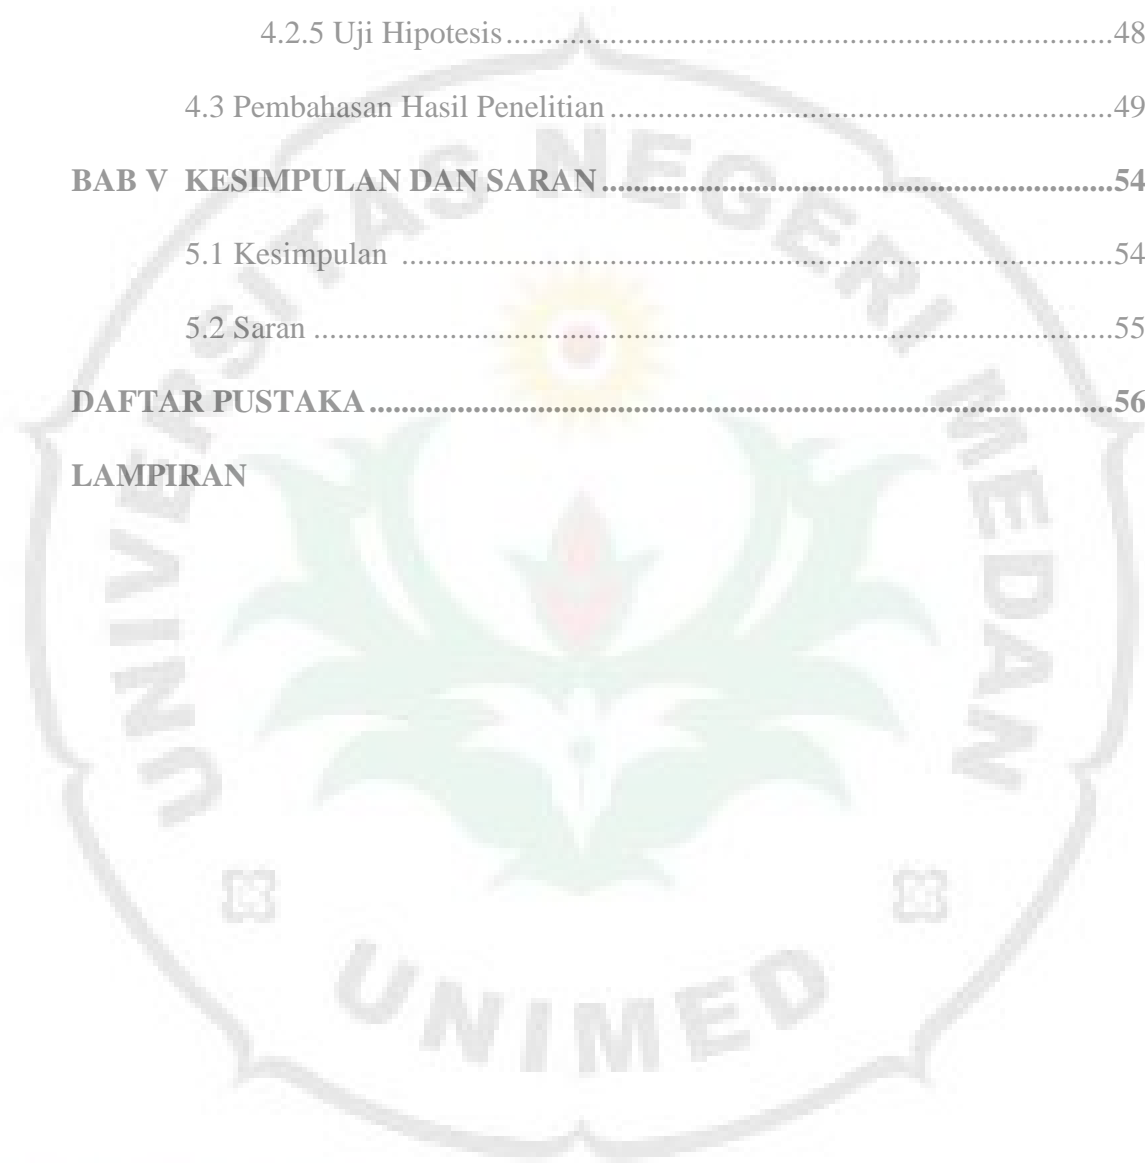 4.2.5 Uji Hipotesis ........................................................................48
4.3 Pembahasan Hasil Penelitian ...............................................................49
BAB V KESIMPULAN DAN SARAN .............................................................54
5.1 Kesimpulan .....................................................................................54
5.2 Saran ...............................................................................................55
DAFTAR PUSTAKA .........................................................................................56
LAMPIRAN
UNIVERSITAS NEGERI MEDAN
UNIMED